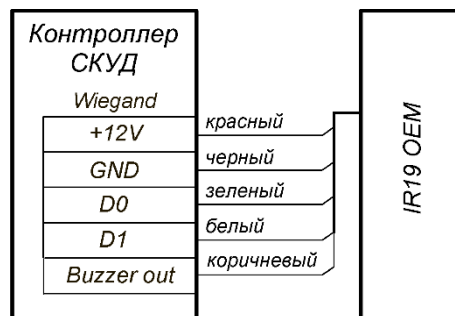 Контроллер
СКУД
Wiegand
+12V
красный
GND
черный
D0
зеленый
D1
белый
Buzzer out
коричневый
IR19 OEM